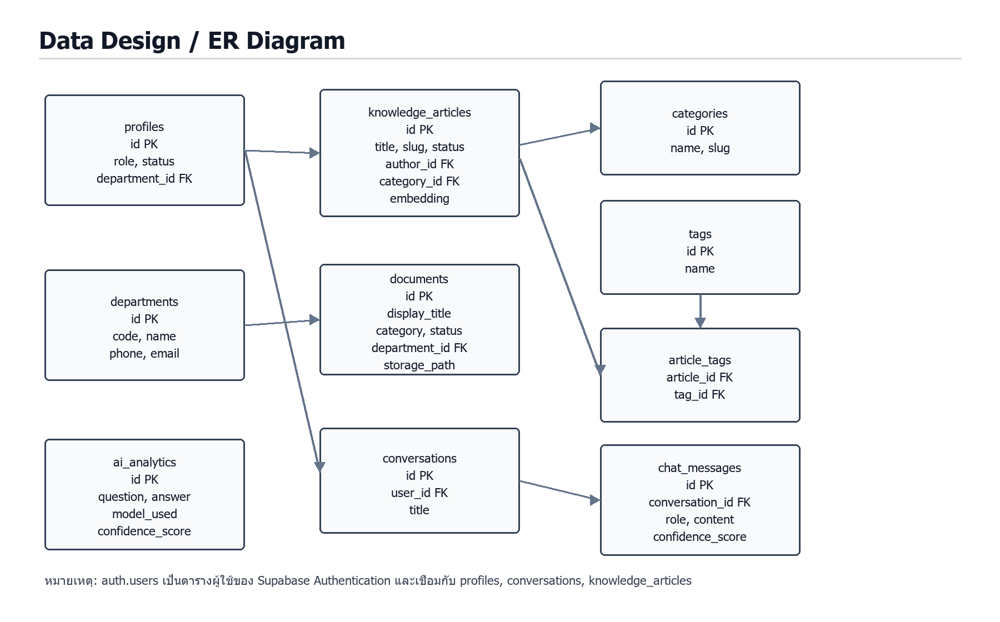 Data Design / ER Diagram
profiles
id PK
role, status
department_id FK
knowledge_articles
id PK
title, slug, status
author_id FK
category_id FK
embedding
categories
id PK
name, slug
tags
id PK
name
departments
id PK
code, name
phone, email
documents
id PK
display_title
category, status
department_id FK
storage_path
article_tags
article_id FK
tag_id FK
ai_analytics
id PK
question, answer
model_used
confidence_score
conversations
id PK
user_id FK
title
chat_messages
id PK
conversation_id FK
role, content
confidence_score
หมายเหตุ: auth.users เป็นตารางผู้ใช้ของ Supabase Authentication และเชื่อมกับ profiles, conversations, knowledge_articles